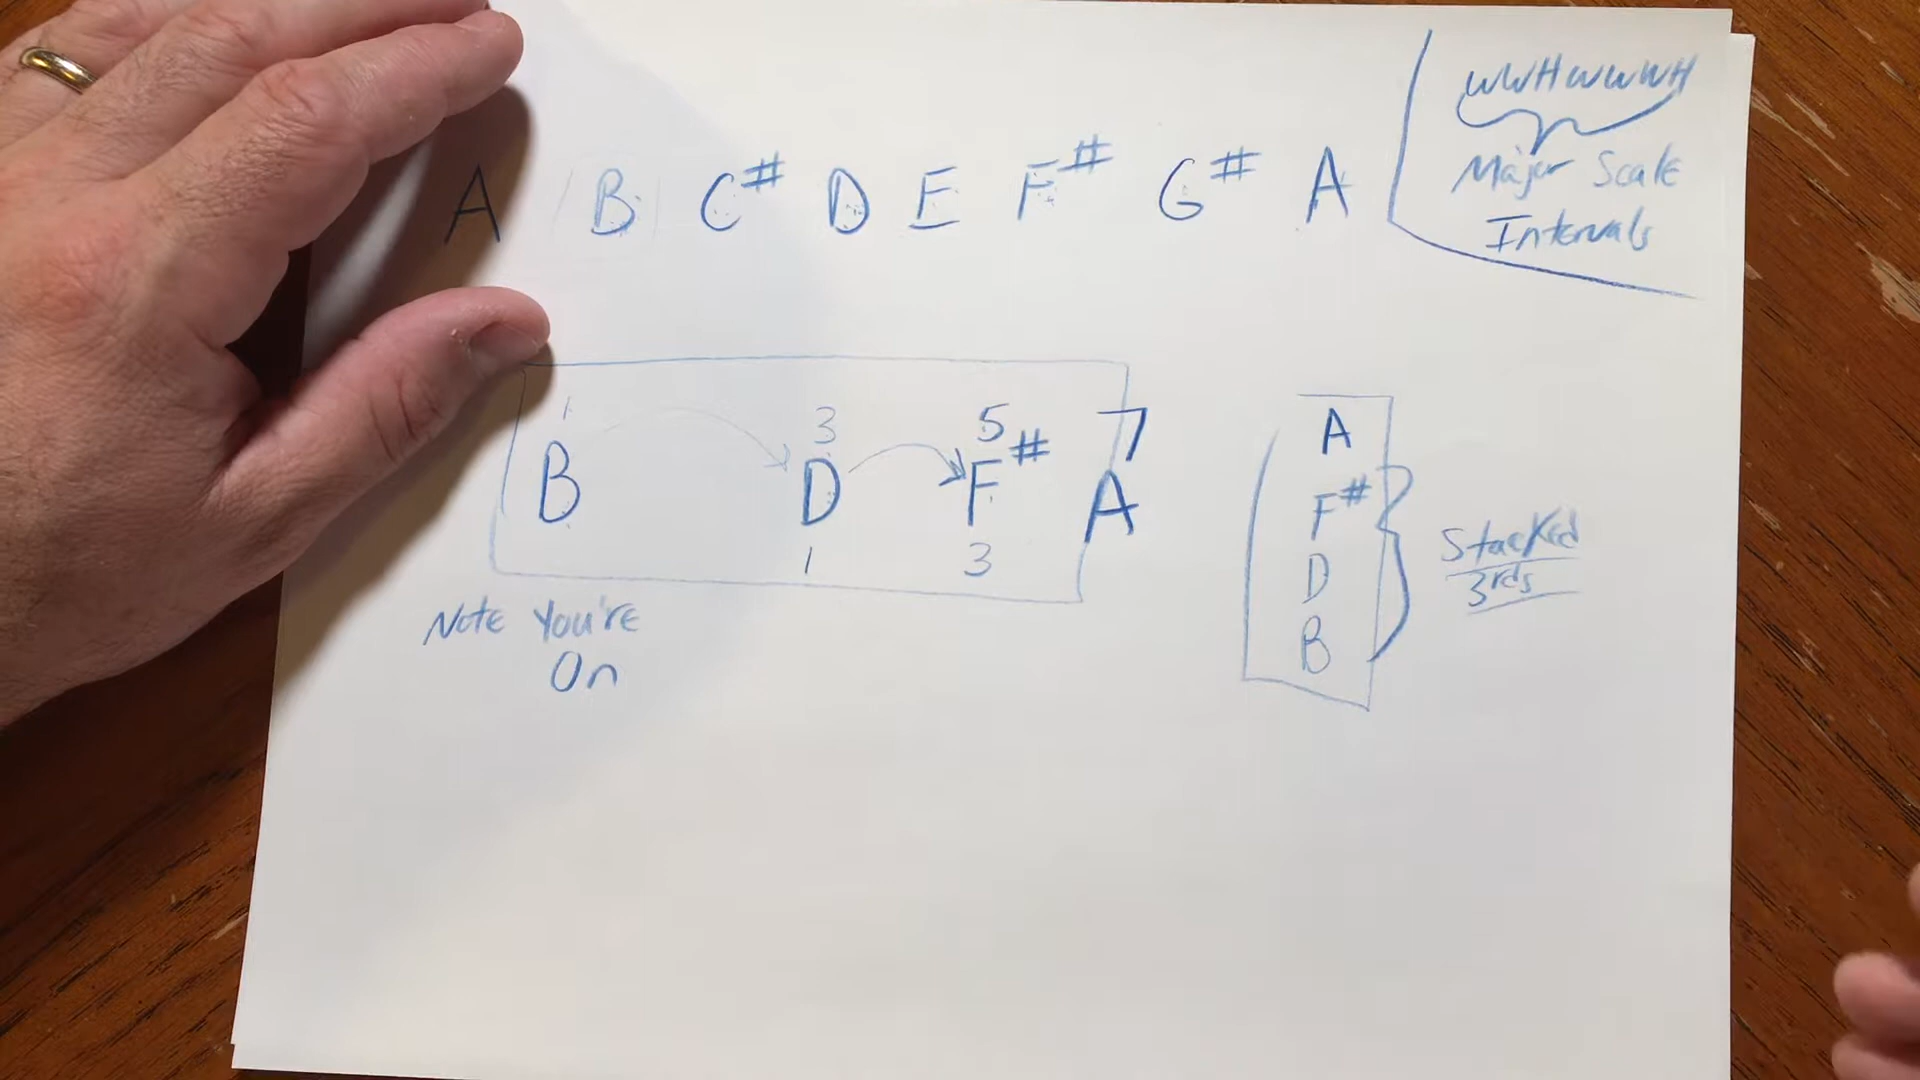 WWHWWWH
Major Scale
Intervals
A B C# D E F# G# A
1 3 5 7
B D F# A
1 3
Note You're
On
A
F#
D
B
Stacked
3rds